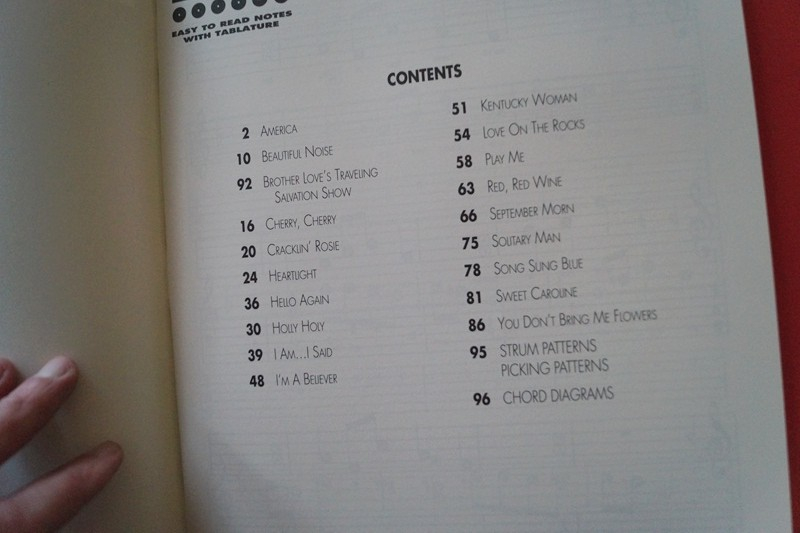 EASY TO READ NOTES
WITH TABLATURE
CONTENTS
2 AMERICA
10 BEAUTIFUL NOISE
92 BROTHER LOVE'S TRAVELING
SALVATION SHOW
16 CHERRY, CHERRY
20 CRACKLIN' ROSIE
24 HEARTLIGHT
36 HELLO AGAIN
30 HOLLY HOLY
39 I AM...I SAID
48 I'M A BELIEVER
51 KENTUCKY WOMAN
54 LOVE ON THE ROCKS
58 PLAY ME
63 RED, RED WINE
66 SEPTEMBER MORN
75 SOLITARY MAN
78 SONG SUNG BLUE
81 SWEET CAROLINE
86 YOU DON'T BRING ME FLOWERS
95 STRUM PATTERNS
PICKING PATTERNS
96 CHORD DIAGRAMS